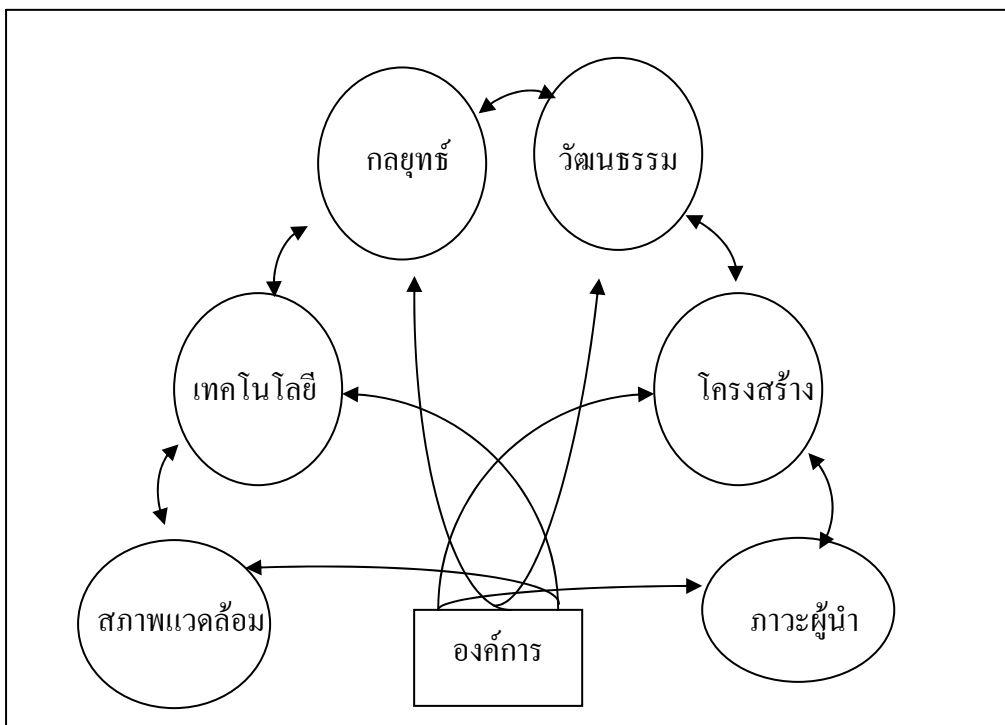 กลยุทธ์
วัฒนธรรม
เทคโนโลยี
โครงสร้าง
สภาพแวดล้อม
องค์การ
ภาวะผู้นำ